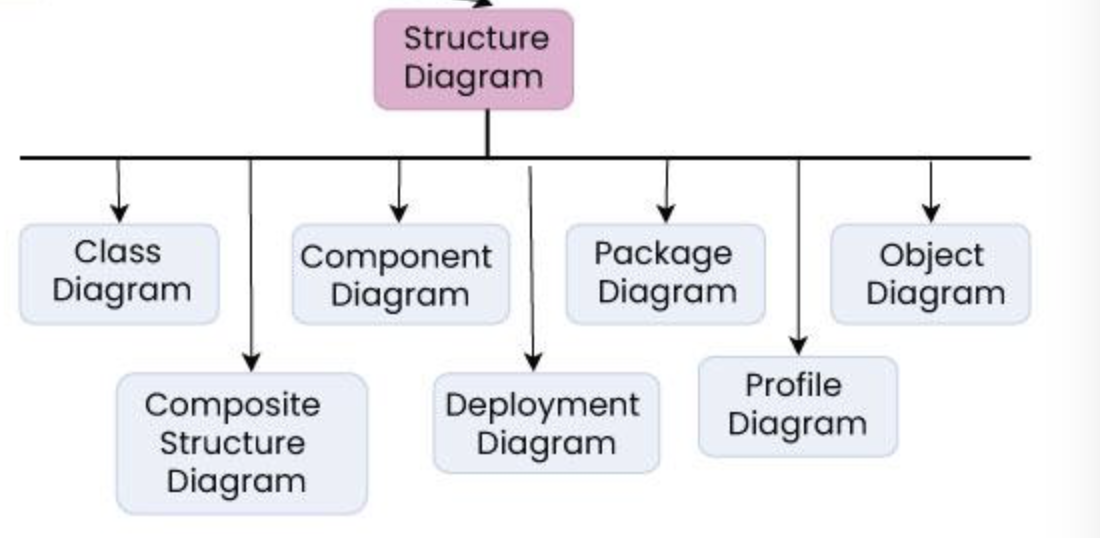 Structure
Diagram
Class
Diagram
Component
Diagram
Package
Diagram
Object
Diagram
Composite
Structure
Diagram
Deployment
Diagram
Profile
Diagram